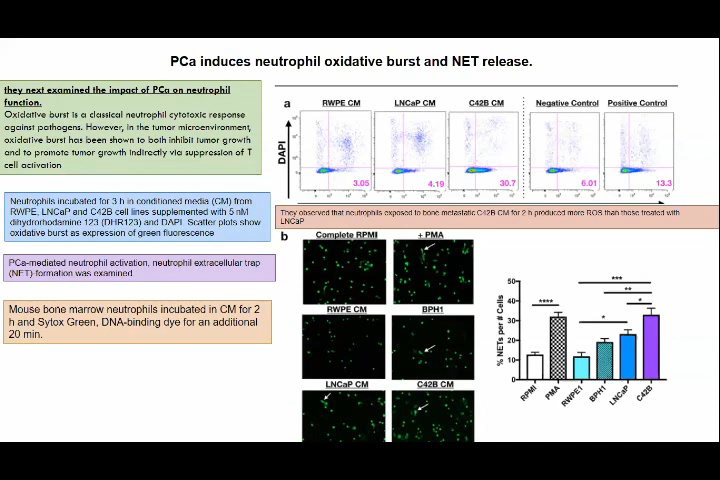 PCa induces neutrophil oxidative burst and NET release.
they next examined the impact of PCa on neutrophil
function.
Oxidative burst is a classical neutrophil cytotoxic response
against pathogens. However, in the tumor microenvironment,
oxidative burst has been shown to both inhibit tumor growth
and to promote tumor growth indirectly via suppression of T
cell activation
Neutrophils incubated for 3 h in conditioned media (CM) from
RWPE, LNCaP and C42B cell lines supplemented with 5 nM
dihydrorhodamine 123 (DHR123) and DAPI. Scatter plots show
oxidative burst as expression of green fluorescence
PCa-mediated neutrophil activation, neutrophil extracellular trap
(NET)-formation was examined
Mouse bone marrow neutrophils incubated in CM for 2
h and Sytox Green, DNA-binding dye for an additional
20 min.
a
RWPE CM LNCaP CM C42B CM Negative Control Positive Control
DAPI
3.05 4.19 30.7 6.01 13.3
They observed that neutrophils exposed to bone metastatic C42B CM for 2 h produced more ROS than those treated with
LNCaP
b
Complete RPMI + PMA
RWPE CM BPH1
LNCaP CM C42B CM
% NETs per # Cells
50
40
30
20
10
0
****
***
**
*
*
RPMI PMA RWPE1 BPH1 LNCaP C42B